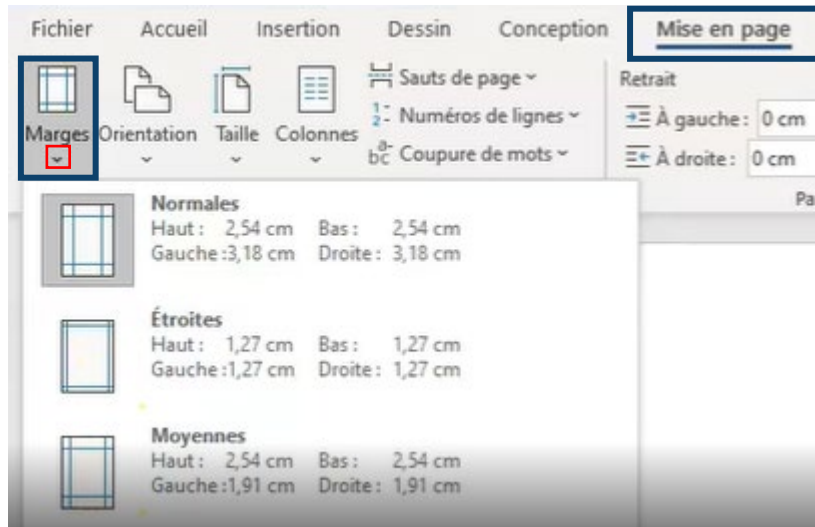 Fichier Accueil Insertion Dessin Conception Mise en page
Marges Orientation Taille Colonnes
Sauts de page
Numéros de lignes
Coupure de mots
Retrait
À gauche : 0 cm
À droite : 0 cm
Pa
Normales
Haut : 2,54 cm Bas : 2,54 cm
Gauche :3,18 cm Droite : 3,18 cm
Étroites
Haut : 1,27 cm Bas : 1,27 cm
Gauche :1,27 cm Droite : 1,27 cm
Moyennes
Haut : 2,54 cm Bas : 2,54 cm
Gauche :1,91 cm Droite : 1,91 cm